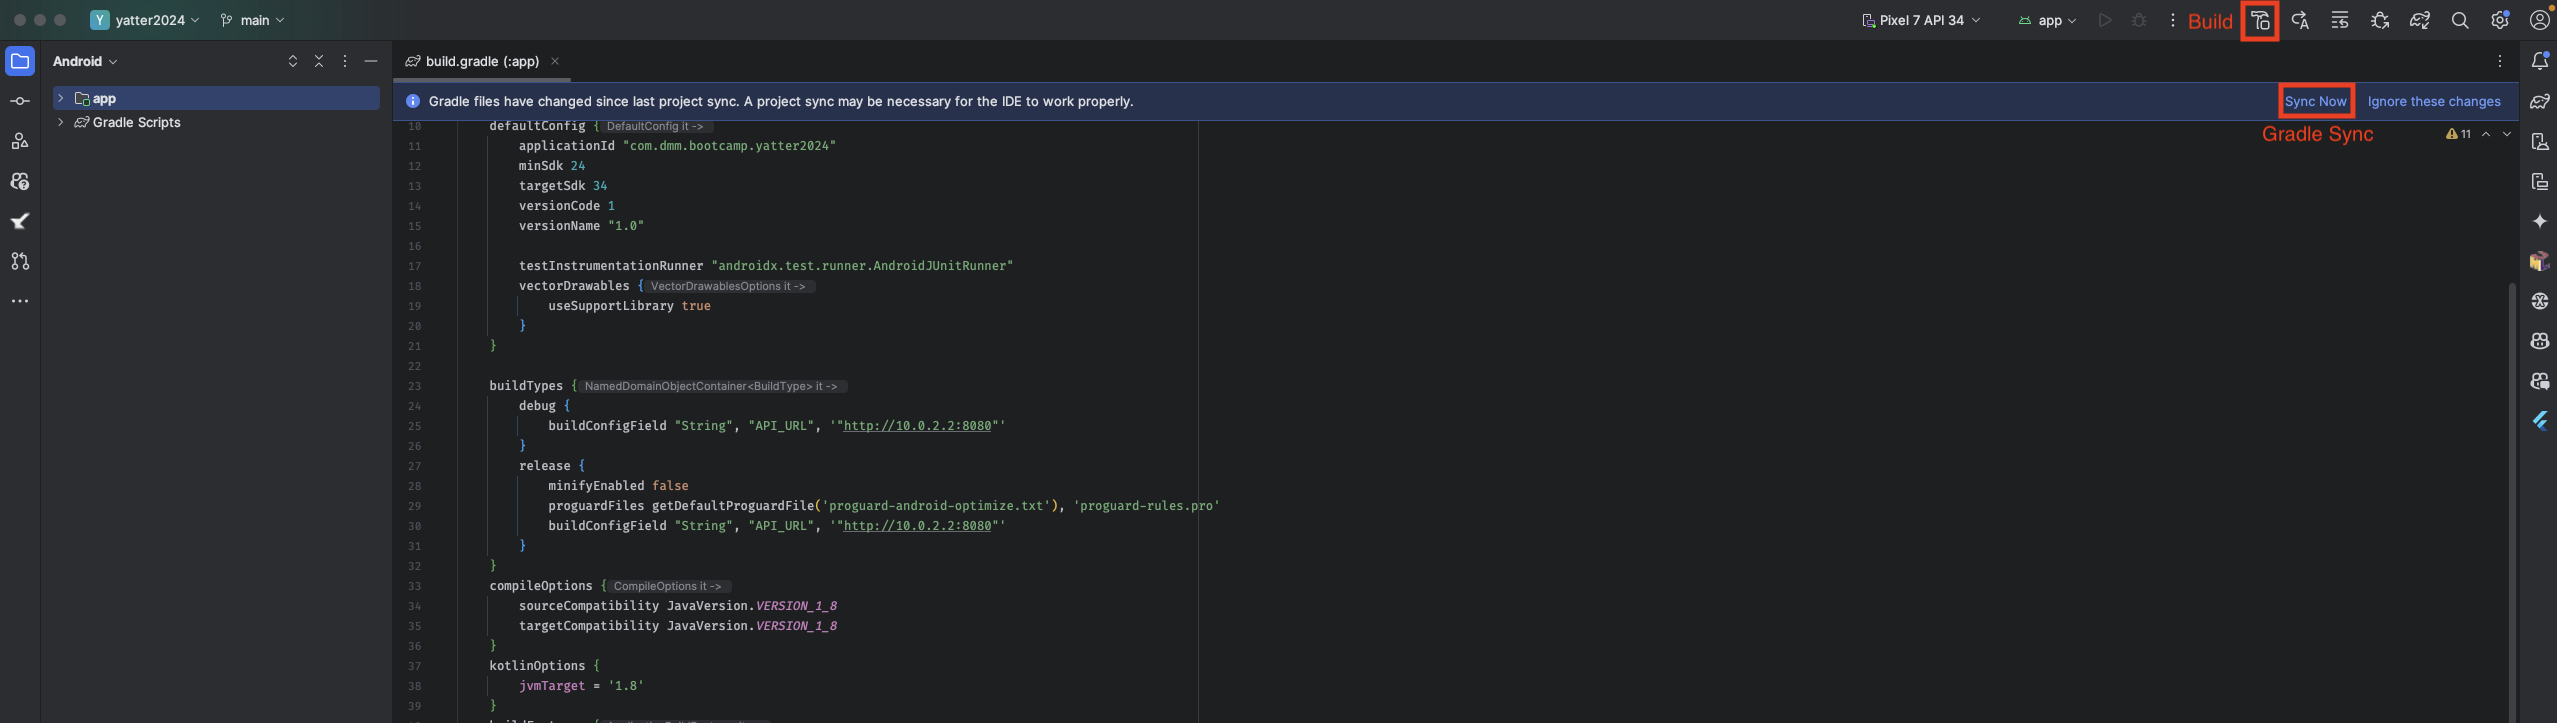 Y yatter2024 main Pixel 7 API 34 app Build
Android
app
Gradle Scripts
build.gradle (:app)
Gradle files have changed since last project sync. A project sync may be necessary for the IDE to work properly. Sync Now Ignore these changes
Gradle Sync
11
10 defaultConfig { DefaultConfig it ->
11 applicationId "com.dmm.bootcamp.yatter2024"
12 minSdk 24
13 targetSdk 34
14 versionCode 1
15 versionName "1.0"
16
17 testInstrumentationRunner "androidx.test.runner.AndroidJUnitRunner"
18 vectorDrawables { VectorDrawablesOptions it ->
19 useSupportLibrary true
20 }
21 }
22
23 buildTypes { NamedDomainObjectContainer<BuildType> it ->
24 debug {
25 buildConfigField "String", "API_URL", '"http://10.0.2.2:8080"'
26 }
27 release {
28 minifyEnabled false
29 proguardFiles getDefaultProguardFile('proguard-android-optimize.txt'), 'proguard-rules.pro'
30 buildConfigField "String", "API_URL", '"http://10.0.2.2:8080"'
31 }
32 }
33 compileOptions { CompileOptions it ->
34 sourceCompatibility JavaVersion.VERSION_1_8
35 targetCompatibility JavaVersion.VERSION_1_8
36 }
37 kotlinOptions {
38 jvmTarget = '1.8'
39 }